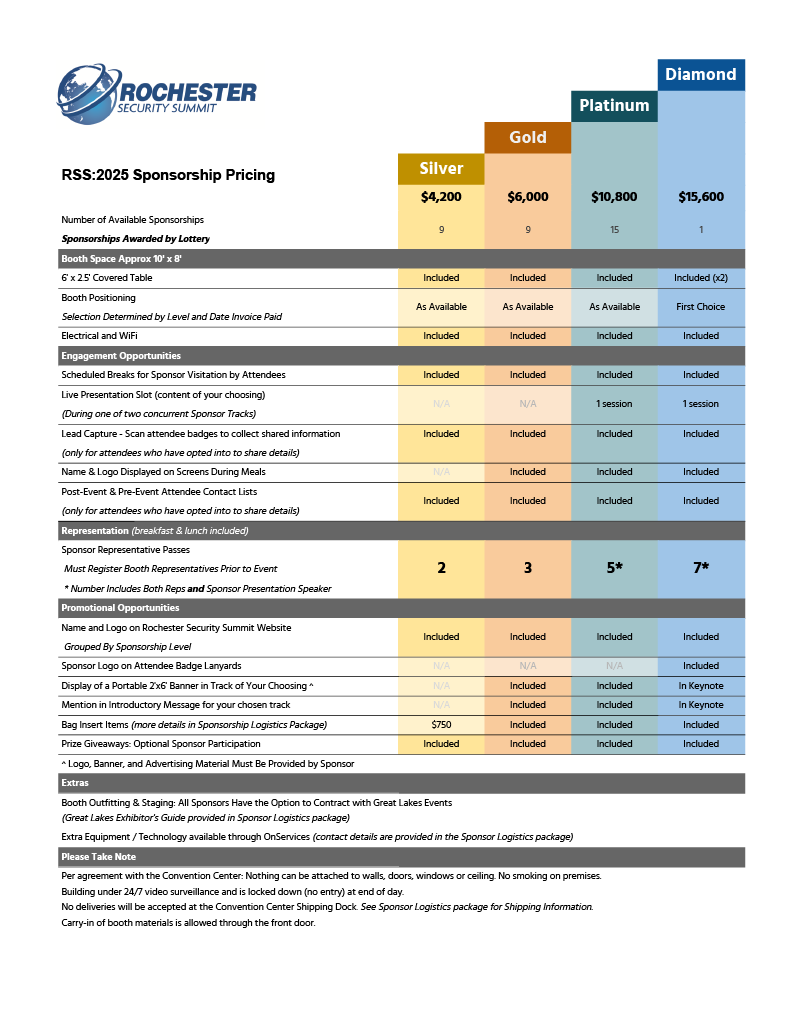 Diamond
ROCHESTER
SECURITY SUMMIT
Platinum
Gold
Silver
RSS:2025 Sponsorship Pricing
$4,200 $6,000 $10,800 $15,600
Number of Available Sponsorships
9 9 15 1
Sponsorships Awarded by Lottery
Booth Space Approx 10' x 8'
6' x 2.5' Covered Table Included Included Included Included (x2)
Booth Positioning
As Available As Available As Available First Choice
Selection Determined by Level and Date Invoice Paid
Electrical and WiFi Included Included Included Included
Engagement Opportunities
Scheduled Breaks for Sponsor Visitation by Attendees Included Included Included Included
Live Presentation Slot (content of your choosing)
N/A N/A 1 session 1 session
(During one of two concurrent Sponsor Tracks)
Lead Capture - Scan attendee badges to collect shared information Included Included Included Included
(only for attendees who have opted into to share details)
Name & Logo Displayed on Screens During Meals N/A Included Included Included
Post-Event & Pre-Event Attendee Contact Lists
Included Included Included Included
(only for attendees who have opted into to share details)
Representation (breakfast & lunch included)
Sponsor Representative Passes
Must Register Booth Representatives Prior to Event 2 3 5* 7*
* Number Includes Both Reps and Sponsor Presentation Speaker
Promotional Opportunities
Name and Logo on Rochester Security Summit Website
Included Included Included Included
Grouped By Sponsorship Level
Sponsor Logo on Attendee Badge Lanyards N/A N/A N/A Included
Display of a Portable 2'x6' Banner in Track of Your Choosing ^ N/A Included Included In Keynote
Mention in Introductory Message for your chosen track N/A Included Included In Keynote
Bag Insert Items (more details in Sponsorship Logistics Package) $750 Included Included Included
Prize Giveaways: Optional Sponsor Participation Included Included Included Included
^ Logo, Banner, and Advertising Material Must Be Provided by Sponsor
Extras
Booth Outfitting & Staging: All Sponsors Have the Option to Contract with Great Lakes Events
(Great Lakes Exhibitor's Guide provided in Sponsor Logistics package)
Extra Equipment / Technology available through OnServices (contact details are provided in the Sponsor Logistics package)
Please Take Note
Per agreement with the Convention Center: Nothing can be attached to walls, doors, windows or ceiling. No smoking on premises.
Building under 24/7 video surveillance and is locked down (no entry) at end of day.
No deliveries will be accepted at the Convention Center Shipping Dock. See Sponsor Logistics package for Shipping Information.
Carry-in of booth materials is allowed through the front door.